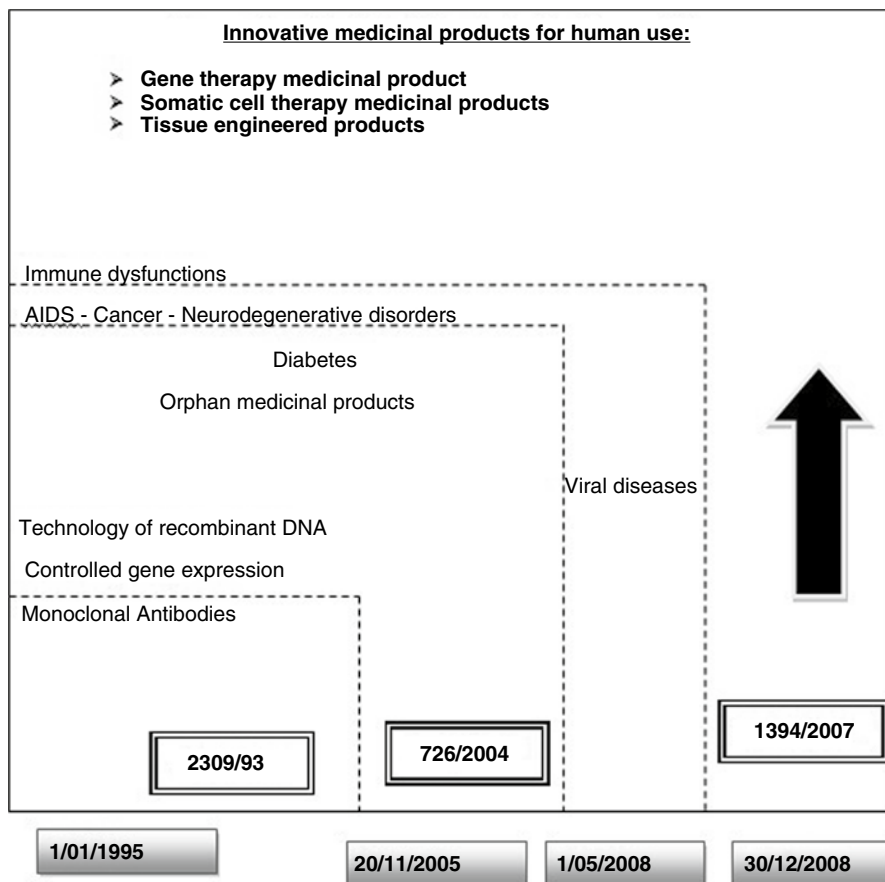 Innovative medicinal products for human use:
Gene therapy medicinal product
Somatic cell therapy medicinal products
Tissue engineered products
Immune dysfunctions
AIDS - Cancer - Neurodegenerative disorders
Diabetes
Orphan medicinal products
Viral diseases
Technology of recombinant DNA
Controlled gene expression
Monoclonal Antibodies
2309/93
726/2004
1394/2007
1/01/1995
20/11/2005
1/05/2008
30/12/2008